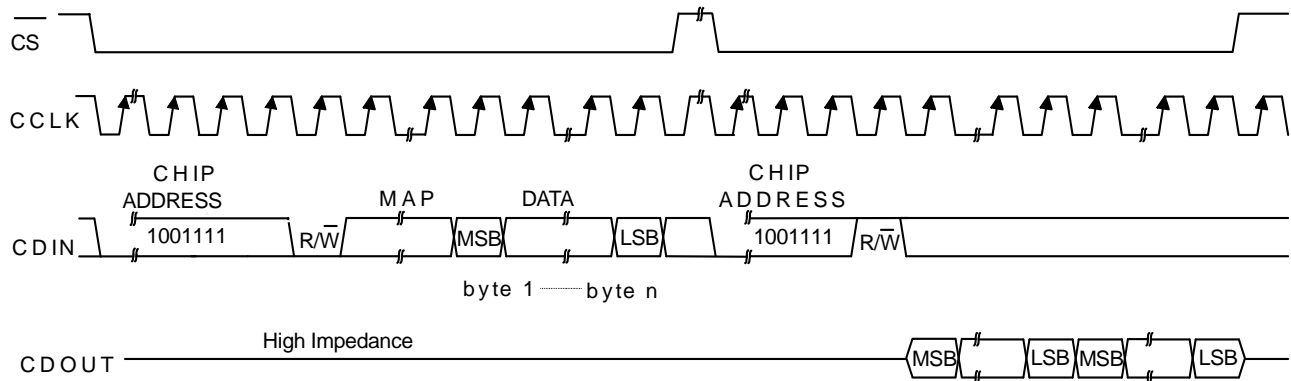 CS
CCLK
CHIP CHIP
ADDRESS MAP DATA ADDRESS
CDIN 1001111 R/W MSB LSB 1001111 R/W
byte 1 byte n
High Impedance
CDOUT MSB LSB MSB LSB